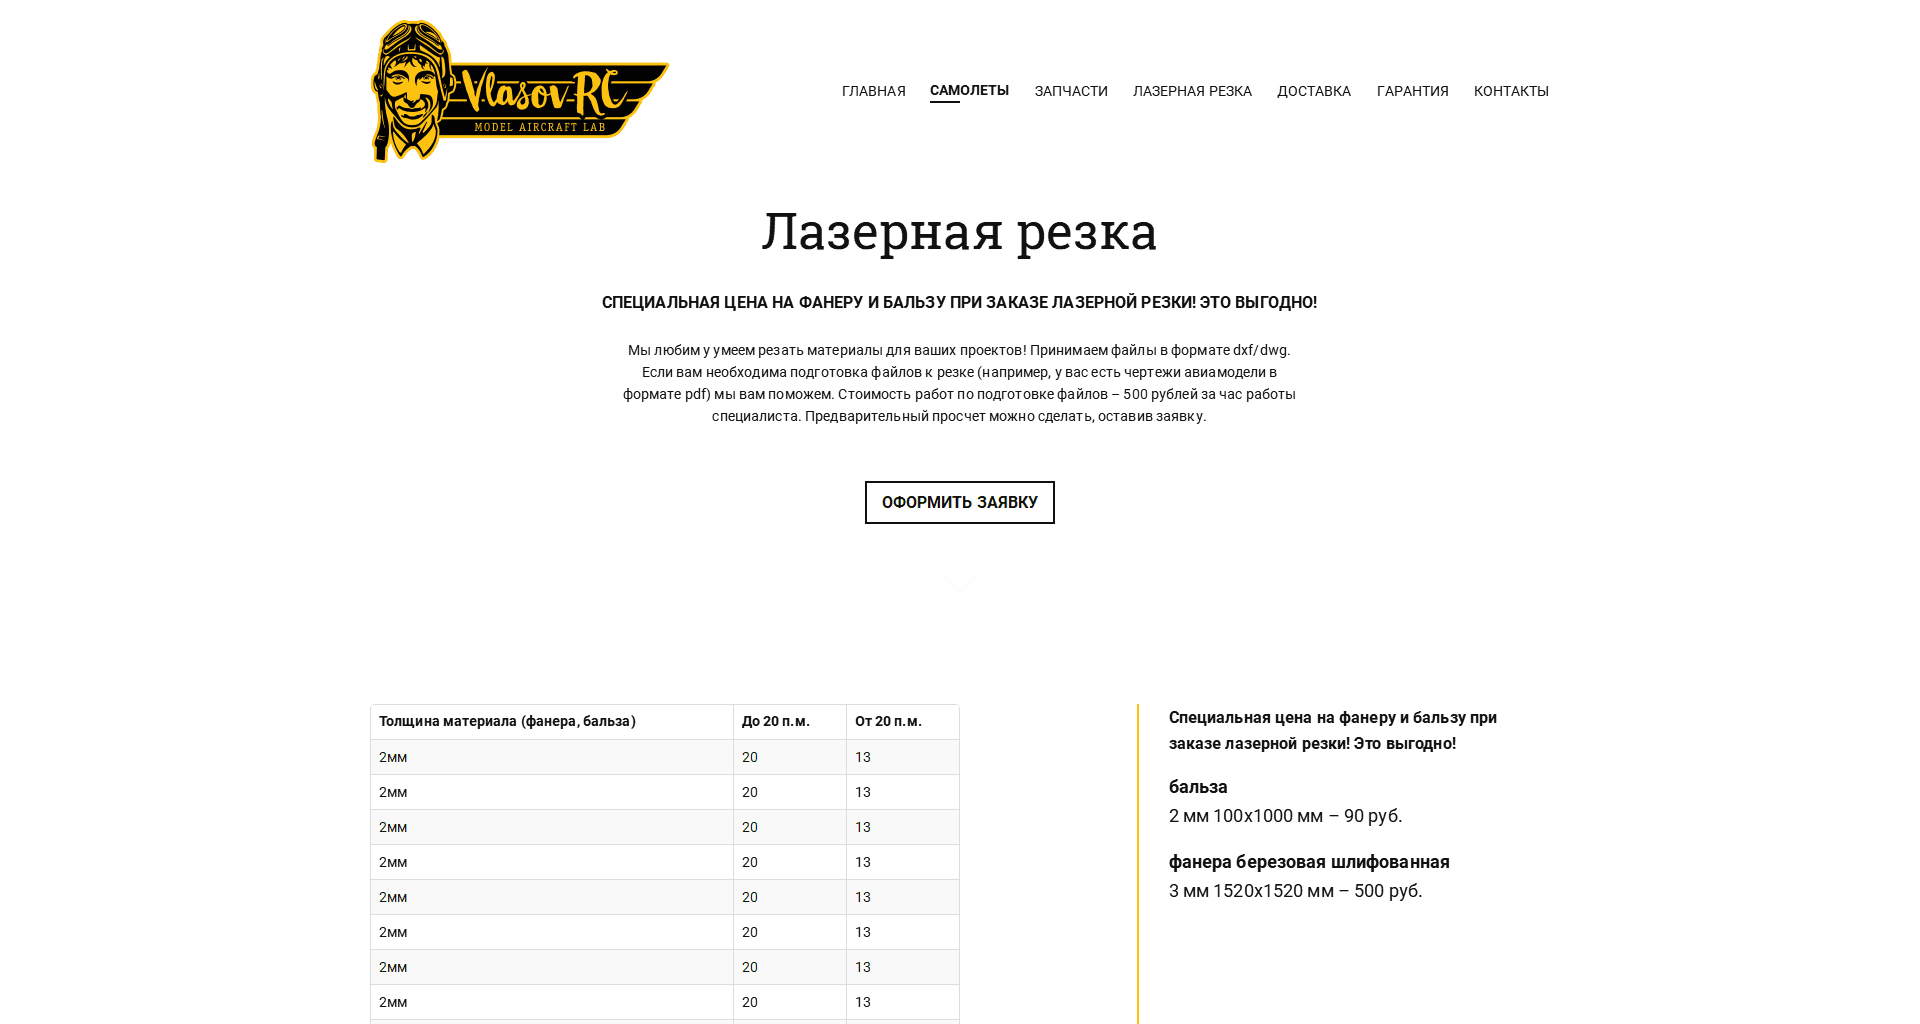 Vlasov RC
MODEL AIRCRAFT LAB
ГЛАВНАЯ САМОЛЕТЫ ЗАПЧАСТИ ЛАЗЕРНАЯ РЕЗКА ДОСТАВКА ГАРАНТИЯ КОНТАКТЫ
Лазерная резка
СПЕЦИАЛЬНАЯ ЦЕНА НА ФАНЕРУ И БАЛЬЗУ ПРИ ЗАКАЗЕ ЛАЗЕРНОЙ РЕЗКИ! ЭТО ВЫГОДНО!
Мы любим у умеем резать материалы для ваших проектов! Принимаем файлы в формате dxf/dwg.
Если вам необходима подготовка файлов к резке (например, у вас есть чертежи авиамодели в
формате pdf) мы вам поможем. Стоимость работ по подготовке файлов – 500 рублей за час работы
специалиста. Предварительный просчет можно сделать, оставив заявку.
ОФОРМИТЬ ЗАЯВКУ
Толщина материала (фанера, бальза) До 20 п.м. От 20 п.м.
2мм 20 13
2мм 20 13
2мм 20 13
2мм 20 13
2мм 20 13
2мм 20 13
2мм 20 13
2мм 20 13
Специальная цена на фанеру и бальзу при
заказе лазерной резки! Это выгодно!
бальза
2 мм 100х1000 мм – 90 руб.
фанера березовая шлифованная
3 мм 1520х1520 мм – 500 руб.